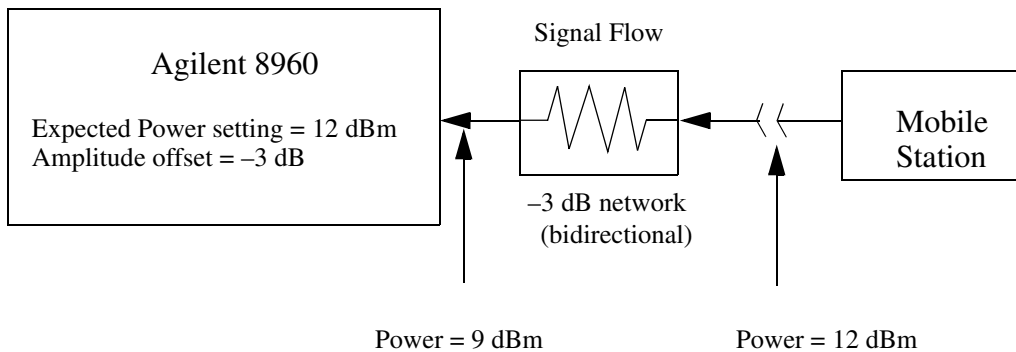 Signal Flow
Agilent 8960
Expected Power setting = 12 dBm
Amplitude offset = –3 dB
Mobile
Station
–3 dB network
(bidirectional)
Power = 9 dBm
Power = 12 dBm